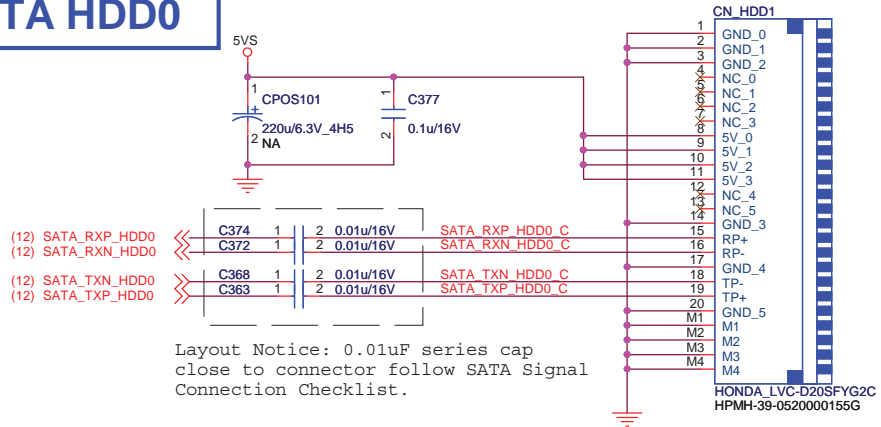 TA HDD0
5VS
1
CPOS101
+
220u/6.3V_4H5
2
NA
1
C377
2
0.1u/16V
(12) SATA_RXP_HDD0
C374 1 2 0.01u/16V SATA_RXP_HDD0_C
(12) SATA_RXN_HDD0
C372 1 2 0.01u/16V SATA_RXN_HDD0_C
(12) SATA_TXN_HDD0
C368 1 2 0.01u/16V SATA_TXN_HDD0_C
(12) SATA_TXP_HDD0
C363 1 2 0.01u/16V SATA_TXP_HDD0_C
Layout Notice: 0.01uF series cap
close to connector follow SATA Signal
Connection Checklist.
CN_HDD1
1 GND_0
2 GND_1
3 GND_2
4 NC_0
5 NC_1
6 NC_2
7 NC_3
8 5V_0
9 5V_1
10 5V_2
11 5V_3
12 NC_4
13 NC_5
14 GND_3
15 RP+
16 RP-
17 GND_4
18 TP-
19 TP+
20 GND_5
M1 M1
M2 M2
M3 M3
M4 M4
HONDA_LVC-D20SFYG2C
HPMH-39-0520000155G